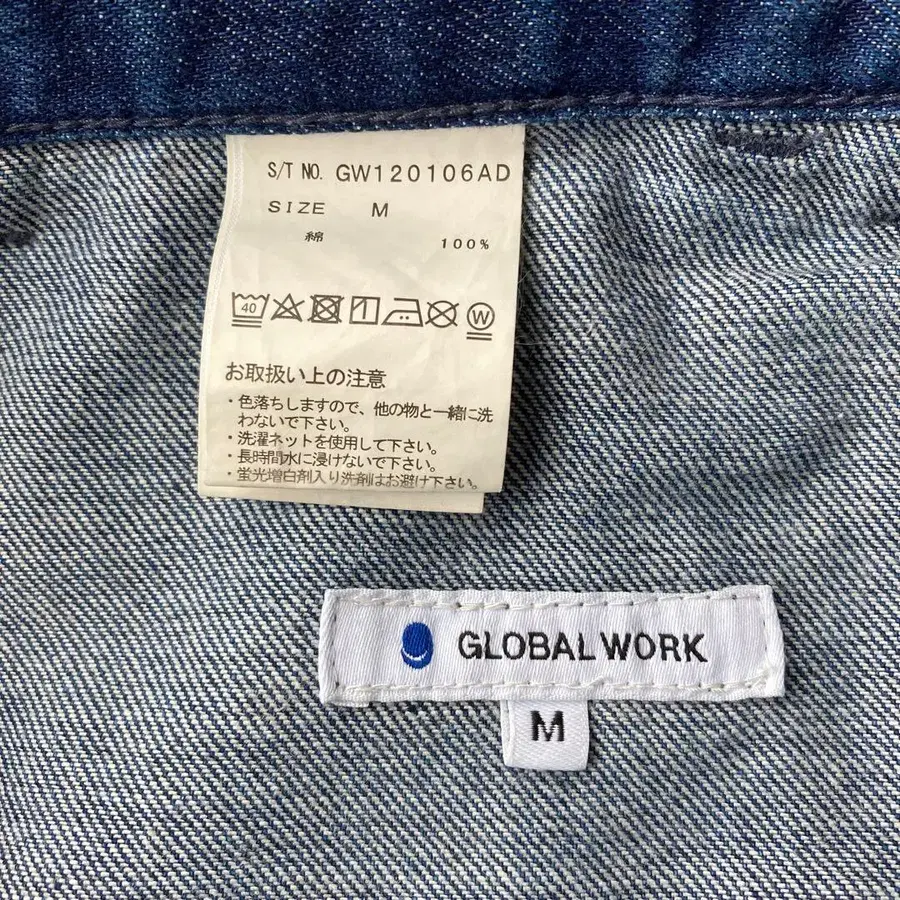 S/T NO. GW120106AD
SIZE M
綿 100%
40 1 W
お取扱い上の注意
・色落ちしますので、他の物と一緒に洗
わないで下さい。
・洗濯ネットを使用して下さい。
・長時間水に浸けないで下さい。
・蛍光増白剤入り洗剤はお避け下さい。
GLOBAL WORK
M